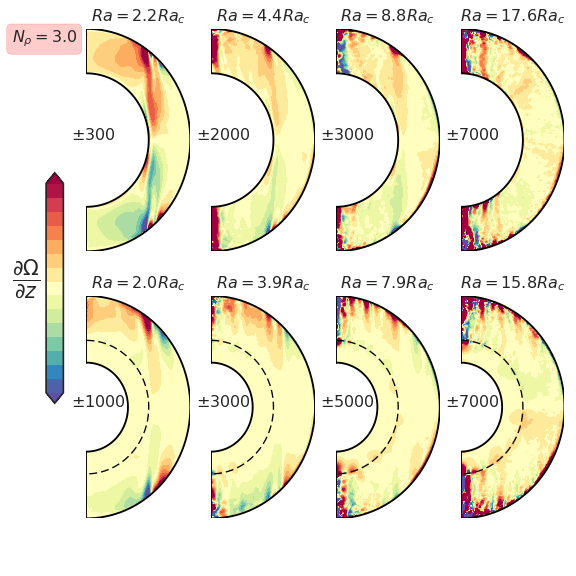 Ra = 2.2Ra_c
Ra = 4.4Ra_c
Ra = 8.8Ra_c
Ra = 17.6Ra_c
N_ρ = 3.0
±300
±2000
±3000
±7000
∂Ω
∂z
Ra = 2.0Ra_c
Ra = 3.9Ra_c
Ra = 7.9Ra_c
Ra = 15.8Ra_c
±1000
±3000
±5000
±7000